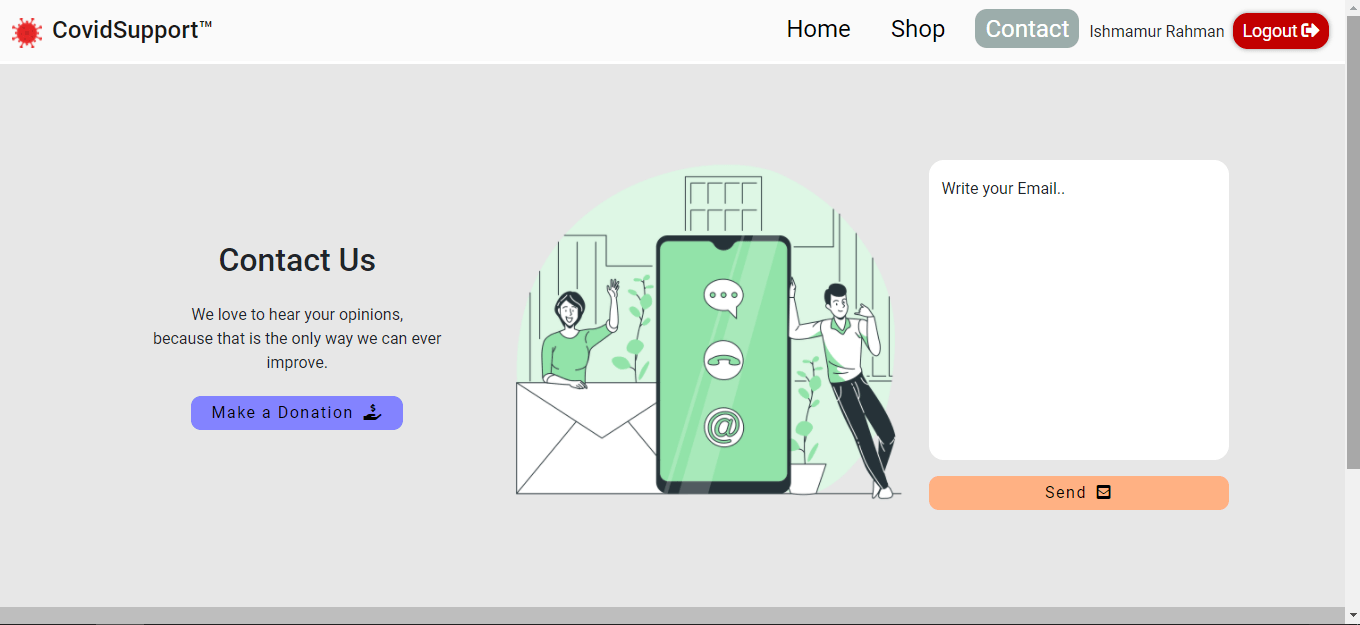 CovidSupport™
Home
Shop
Contact
Ishmamur Rahman
Logout
Contact Us
We love to hear your opinions,
because that is the only way we can ever
improve.
Make a Donation
@
Write your Email..
Send